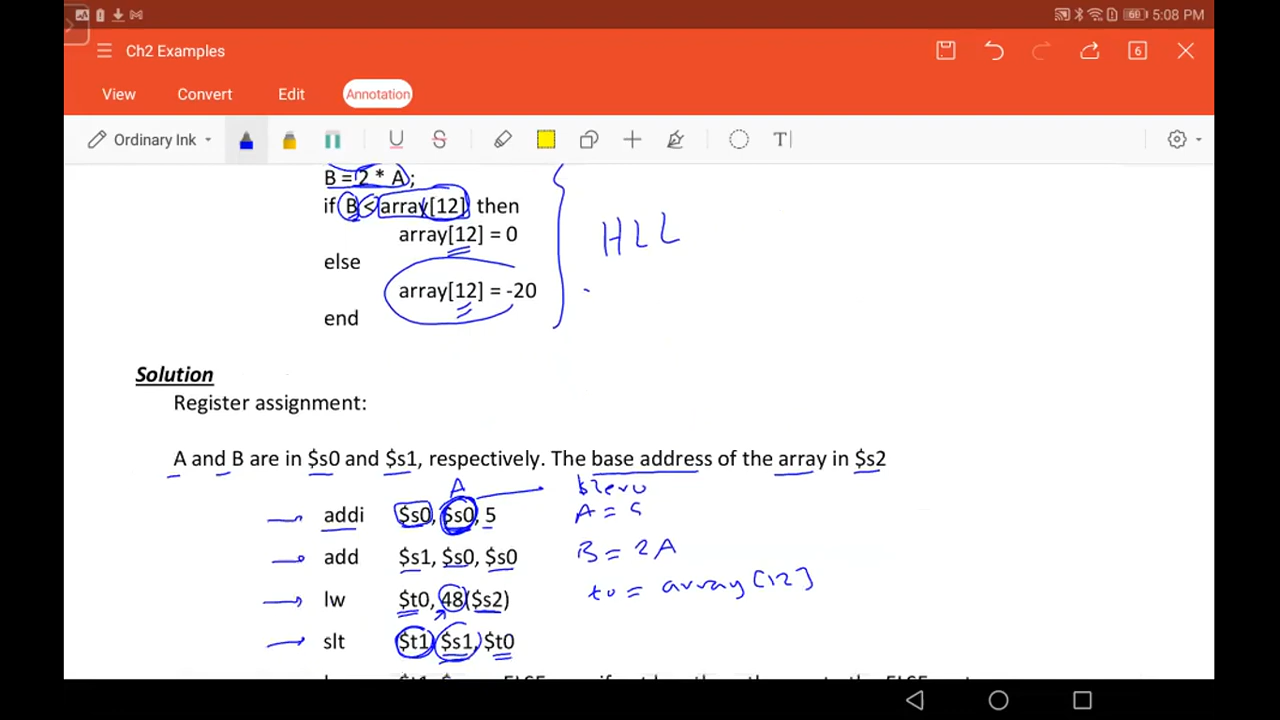 5:08 PM
Ch2 Examples
6
View Convert Edit Annotation
Ordinary Ink
B = 2 * A ;
if B < array[12] then
array[12] = 0
else
array[12] = -20
end
HLL
Solution
Register assignment:
A and B are in $s0 and $s1, respectively. The base address of the array in $s2
A
addi $s0, $s0, 5
A = 5
add $s1, $s0, $s0
B = 2A
lw $t0, 48($s2)
t0 = array[12]
slt $t1, $s1, $t0